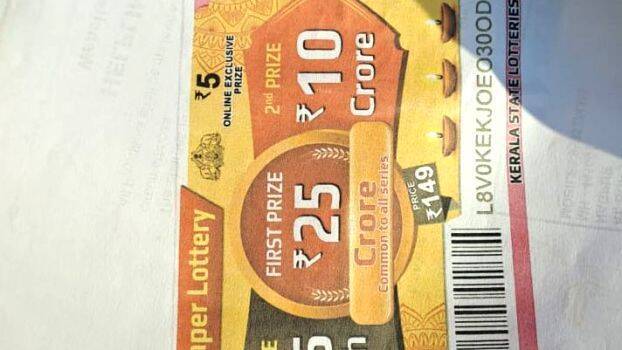 ₹5
ONLINE EXCLUSIVE
PRIZE
2nd PRIZE
₹10
Crore
FIRST PRIZE
₹25
Crore
Common to all series
PRICE
₹149
Lottery
L8V0KEKJOEO30OD
KERALA STATE LOTTERIES